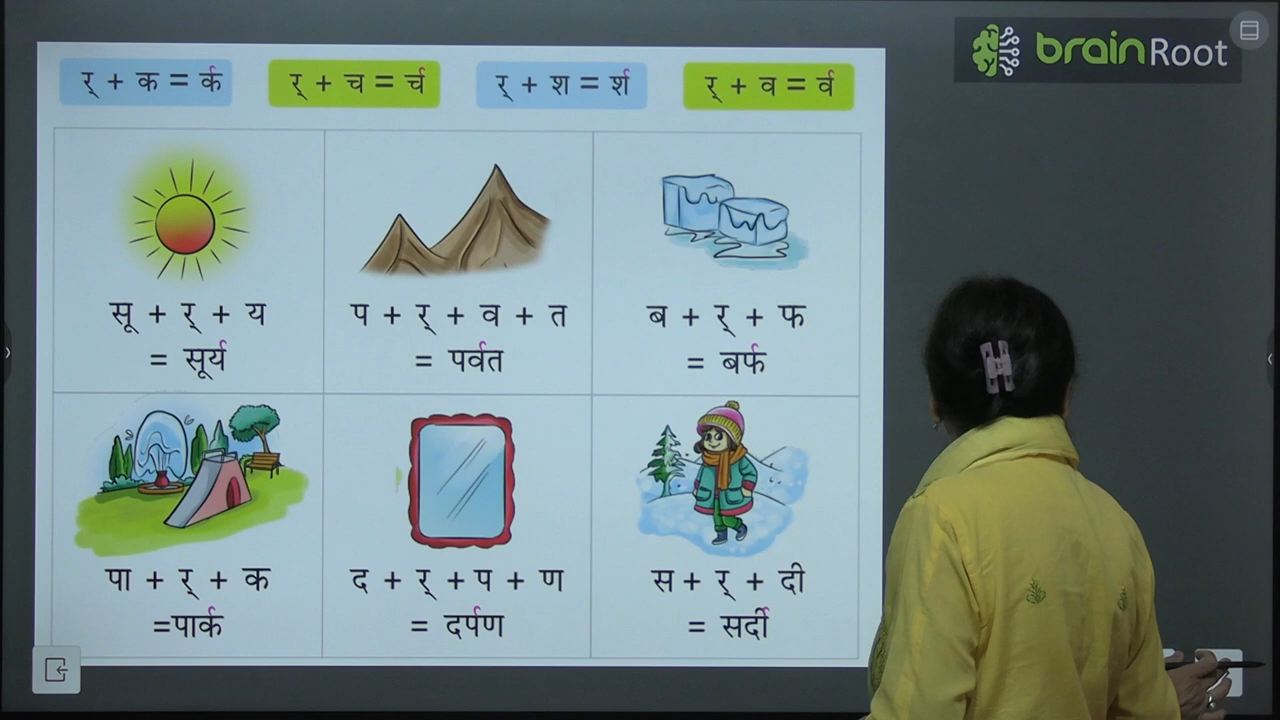 brainRoot
र् + क = र्क
र् + च = र्च
र् + श = र्श
र् + व = र्व
सू + र् + य
= सूर्य
प + र् + व + त
= पर्वत
ब + र् + फ
= बर्फ
पा + र् + क
=पार्क
द + र् + प + ण
= दर्पण
स + र् + दी
= सर्दी